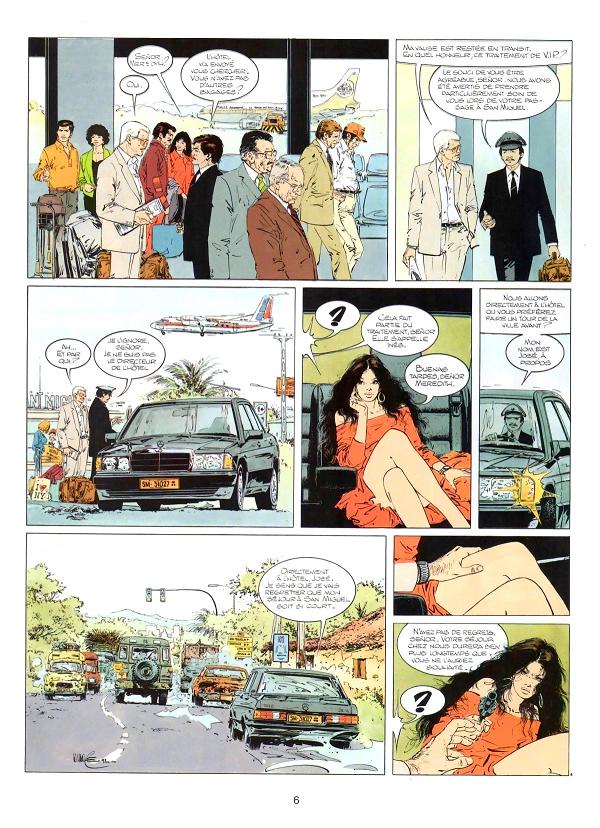 SEÑOR
OUI.
L'HÔTEL
M'A ENVOYÉ
VOUS CHERCHER.
VOUS N'AVEZ PAS
D'AUTRES
BAGAGES?
MA VALISE EST RESTÉE EN TRANSIT.
EN QUEL HONNEUR, CE TRAITEMENT DE V.I.P.?
LE SOUCI DE VOUS ÊTRE
AGRÉABLE, SEÑOR. NOUS AVONS
ÉTÉ AVERTIS DE PRENDRE
PARTICULIÈREMENT SOIN DE
VOUS LORS DE VOTRE PAS-
SAGE À SAN MIGUEL.
AH...
ET PAR
QUI?
JE L'IGNORE,
SEÑOR,
JE NE SUIS PAS
LE DIRECTEUR
DE L'HÔTEL
I
N.Y.
SM-31027
?
CELA FAIT
PARTIE DU
TRAITEMENT, SEÑOR
ELLE S'APPELLE
INÈS.
BUENAS
TARDES, SEÑOR
MEREDITH.
NOUS ALLONS
DIRECTEMENT À L'HÔTEL
OU VOUS PRÉFÉREZ
FAIRE UN TOUR DE LA
VILLE AVANT?
MON
NOM EST
JOSÉ, À
PROPOS
DIRECTEMENT
À L'HÔTEL, JOSÉ.
JE SENS QUE JE VAIS
REGRETTER QUE MON
SÉJOUR À SAN MIGUEL
SOIT SI COURT.
SM-31027
N'AYEZ PAS DE REGRETS,
SEÑOR. VOTRE SÉJOUR
CHEZ NOUS DURERA BIEN
PLUS LONGTEMPS QUE
VOUS NE L'AURIEZ
SOUHAITÉ.
?
6